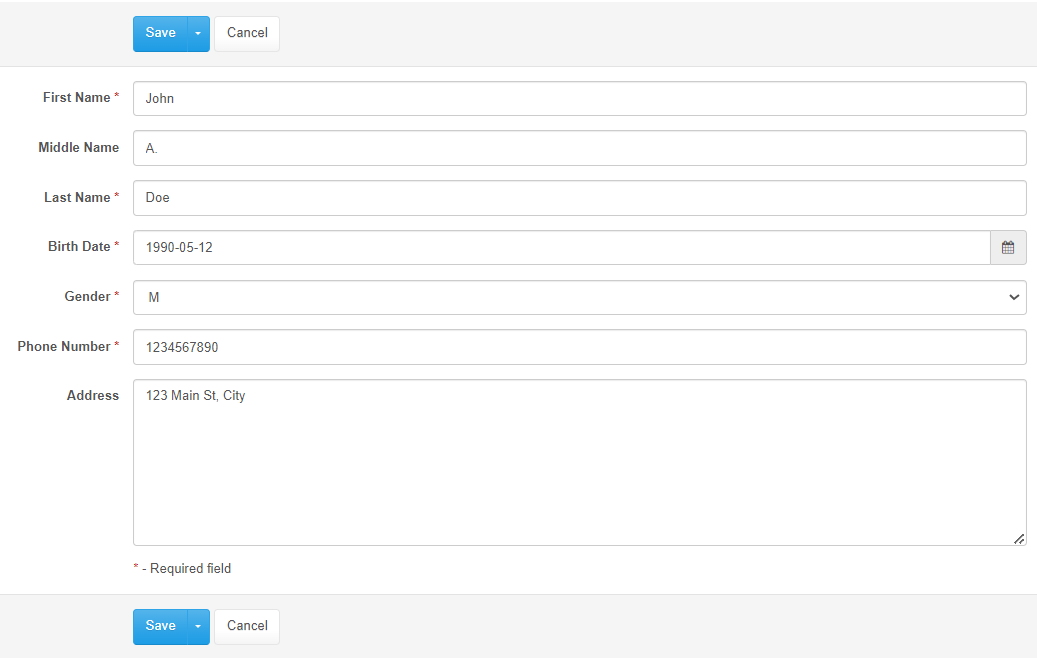 Save Cancel
First Name * John
Middle Name A.
Last Name * Doe
Birth Date * 1990-05-12
Gender * M
Phone Number * 1234567890
Address 123 Main St, City
* - Required field
Save Cancel